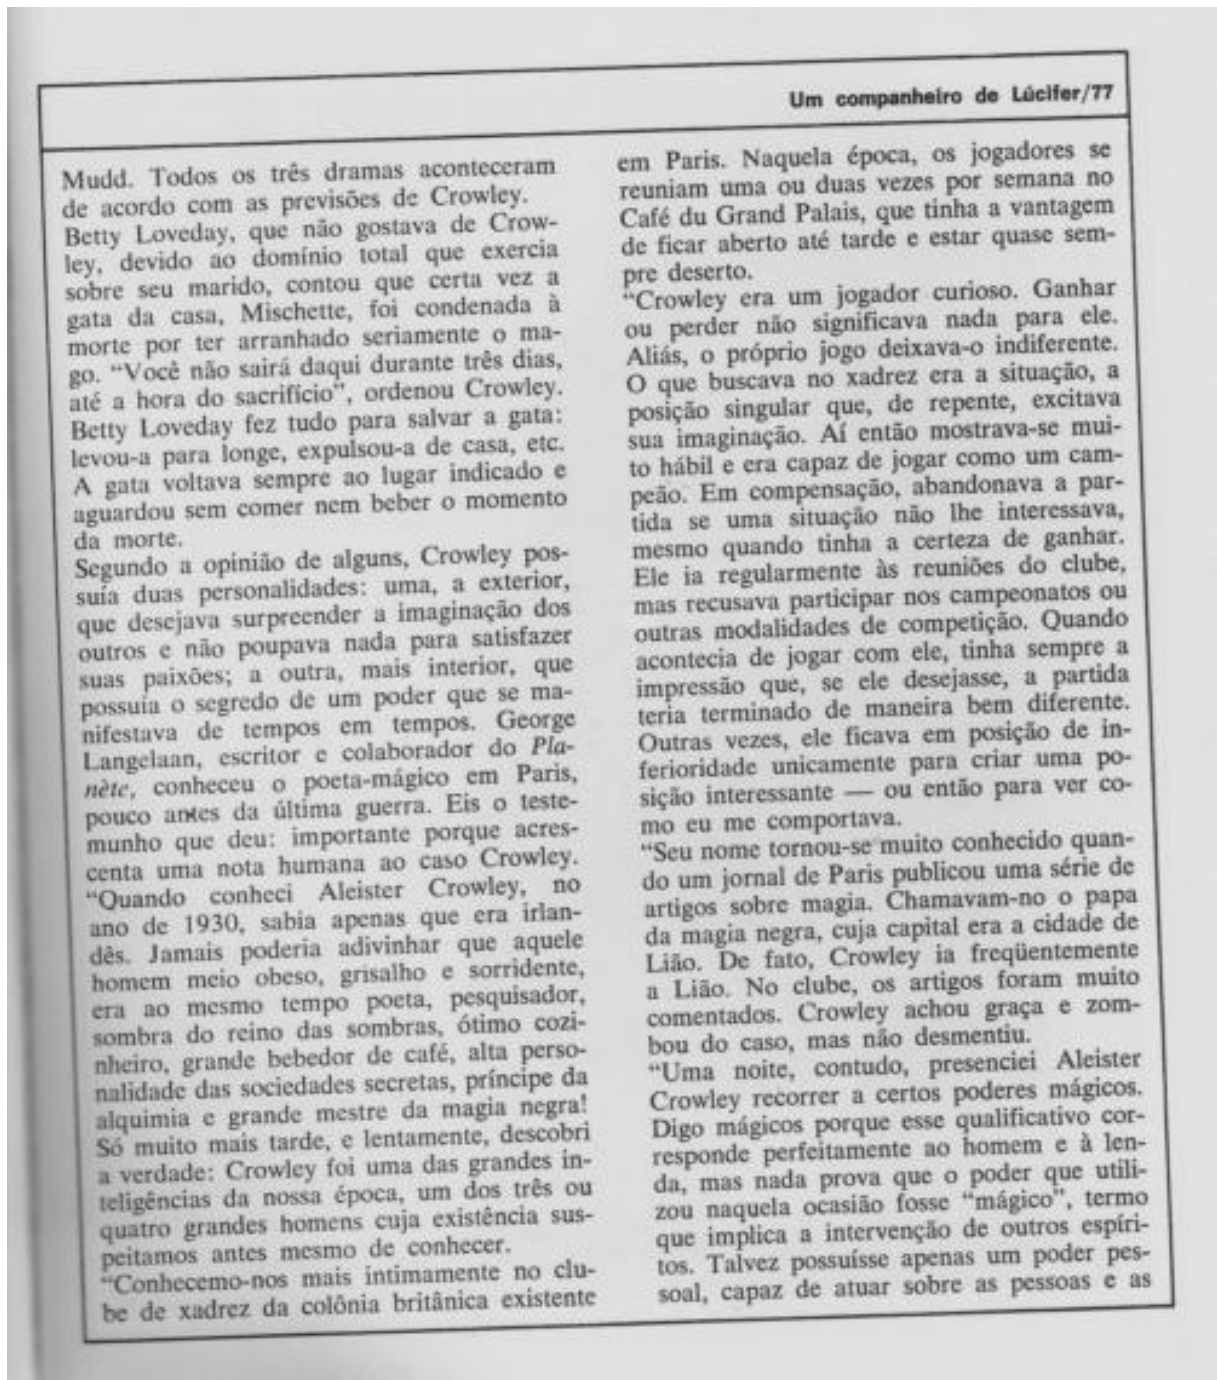 Um companheiro de Lúcifer/77
Mudd. Todos os três dramas aconteceram
de acordo com as previsões de Crowley.
Betty Loveday, que não gostava de Crow-
ley, devido ao domínio total que exercia
sobre seu marido, contou que certa vez a
gata da casa, Mischette, foi condenada à
morte por ter arranhado seriamente o ma-
go. “Você não sairá daqui durante três dias,
até a hora do sacrifício”, ordenou Crowley.
Betty Loveday fez tudo para salvar a gata:
levou-a para longe, expulsou-a de casa, etc.
A gata voltava sempre ao lugar indicado e
aguardou sem comer nem beber o momento
da morte.
Segundo a opinião de alguns, Crowley pos-
suía duas personalidades: uma, a exterior,
que desejava surpreender a imaginação dos
outros e não poupava nada para satisfazer
suas paixões; a outra, mais interior, que
possuía o segredo de um poder que se ma-
nifestava de tempos em tempos. George
Langelaan, escritor e colaborador do Pla-
nète, conheceu o poeta-mágico em Paris,
pouco antes da última guerra. Eis o teste-
munho que deu: importante porque acres-
centa uma nota humana ao caso Crowley.
“Quando conheci Aleister Crowley, no
ano de 1930, sabia apenas que era irlan-
dês. Jamais poderia adivinhar que aquele
homem meio obeso, grisalho e sorridente,
era ao mesmo tempo poeta, pesquisador,
sombra do reino das sombras, ótimo cozi-
nheiro, grande bebedor de café, alta perso-
nalidade das sociedades secretas, príncipe da
alquimia e grande mestre da magia negra!
Só muito mais tarde, e lentamente, descobri
a verdade: Crowley foi uma das grandes in-
teligências da nossa época, um dos três ou
quatro grandes homens cuja existência sus-
peitamos antes mesmo de conhecer.
“Conhecemo-nos mais intimamente no clu-
be de xadrez da colônia britânica existente
em Paris. Naquela época, os jogadores se
reuniam uma ou duas vezes por semana no
Café du Grand Palais, que tinha a vantagem
de ficar aberto até tarde e estar quase sem-
pre deserto.
“Crowley era um jogador curioso. Ganhar
ou perder não significava nada para ele.
Aliás, o próprio jogo deixava-o indiferente.
O que buscava no xadrez era a situação, a
posição singular que, de repente, excitava
sua imaginação. Aí então mostrava-se mui-
to hábil e era capaz de jogar como um cam-
peão. Em compensação, abandonava a par-
tida se uma situação não lhe interessava,
mesmo quando tinha a certeza de ganhar.
Ele ia regularmente às reuniões do clube,
mas recusava participar nos campeonatos ou
outras modalidades de competição. Quando
acontecia de jogar com ele, tinha sempre a
impressão que, se ele desejasse, a partida
teria terminado de maneira bem diferente.
Outras vezes, ele ficava em posição de in-
ferioridade unicamente para criar uma po-
sição interessante — ou então para ver co-
mo eu me comportava.
“Seu nome tornou-se muito conhecido quan-
do um jornal de Paris publicou uma série de
artigos sobre magia. Chamavam-no o papa
da magia negra, cuja capital era a cidade de
Lião. De fato, Crowley ia freqüentemente
a Lião. No clube, os artigos foram muito
comentados. Crowley achou graça e zom-
bou do caso, mas não desmentiu.
“Uma noite, contudo, presenciei Aleister
Crowley recorrer a certos poderes mágicos.
Digo mágicos porque esse qualificativo cor-
responde perfeitamente ao homem e à len-
da, mas nada prova que o poder que utili-
zou naquela ocasião fosse “mágico”, termo
que implica a intervenção de outros espíri-
tos. Talvez possuísse apenas um poder pes-
soal, capaz de atuar sobre as pessoas e as